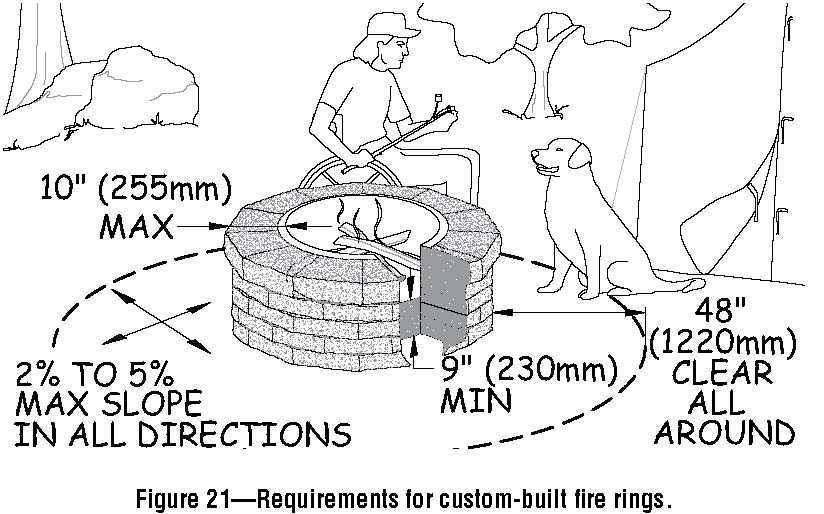 10" (255mm)
MAX
2% TO 5%
MAX SLOPE
IN ALL DIRECTIONS
9" (230mm)
MIN
48"
(1220mm)
CLEAR
ALL
AROUND
Figure 21—Requirements for custom-built fire rings.